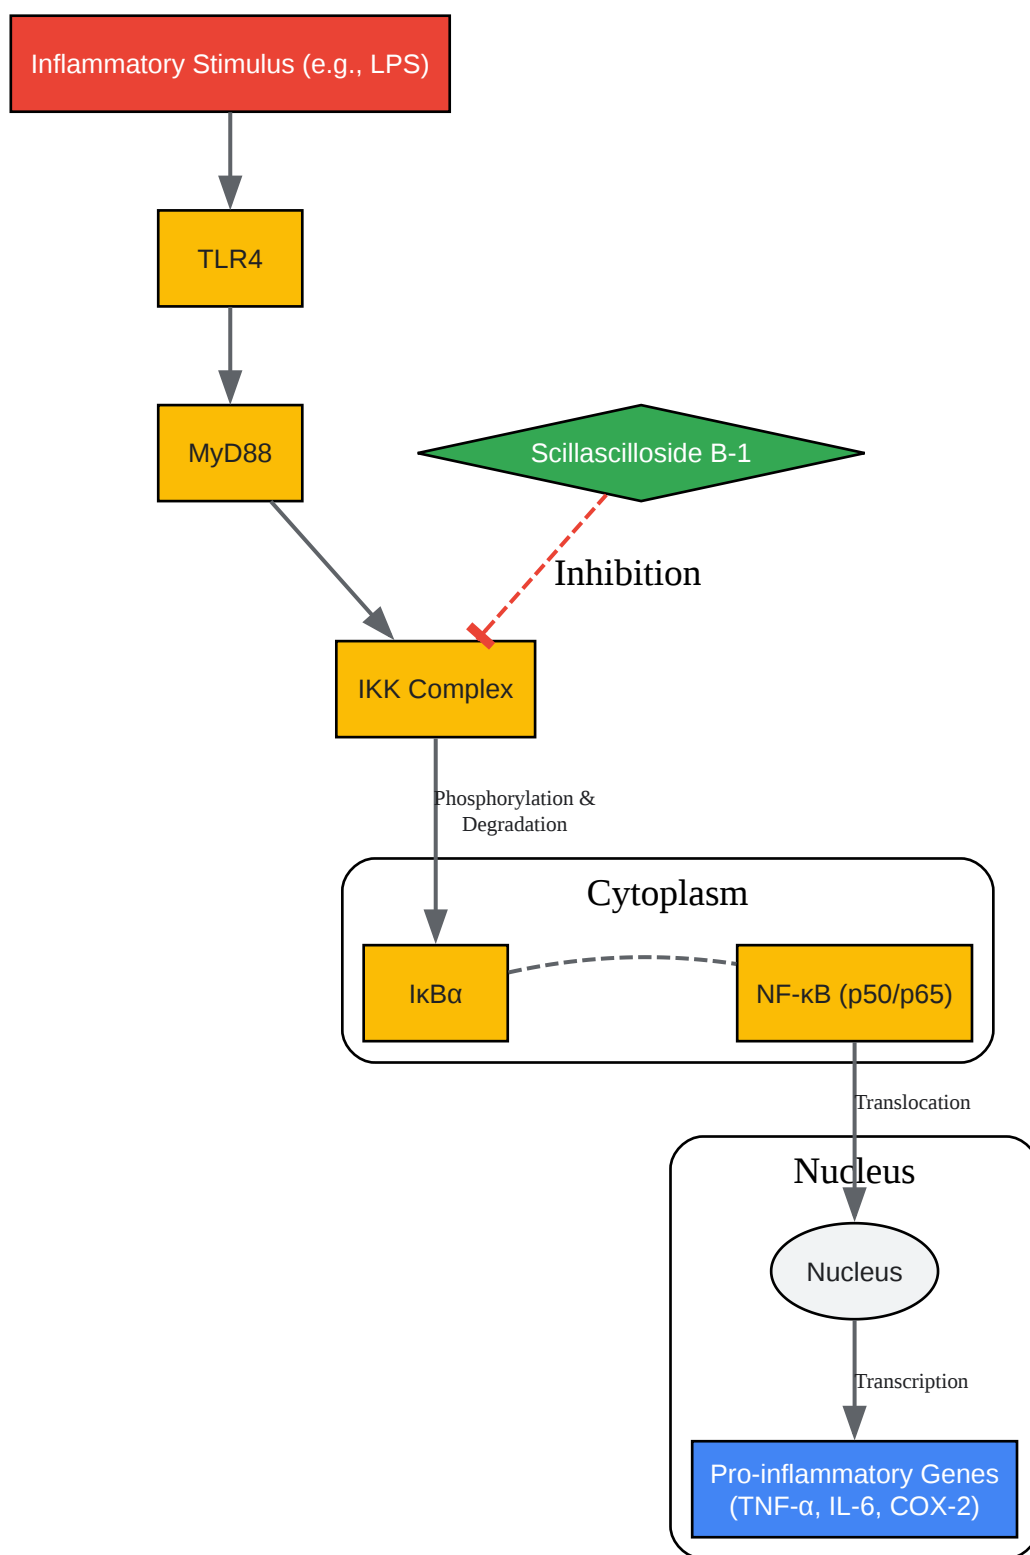 Inflammatory Stimulus (e.g., LPS)
TLR4
MyD88
Scillascilloside B-1
Inhibition
IKK Complex
Phosphorylation &
Degradation
Cytoplasm
IκBα
NF-κB (p50/p65)
Translocation
Nucleus
Nucleus
Transcription
Pro-inflammatory Genes
(TNF-α, IL-6, COX-2)